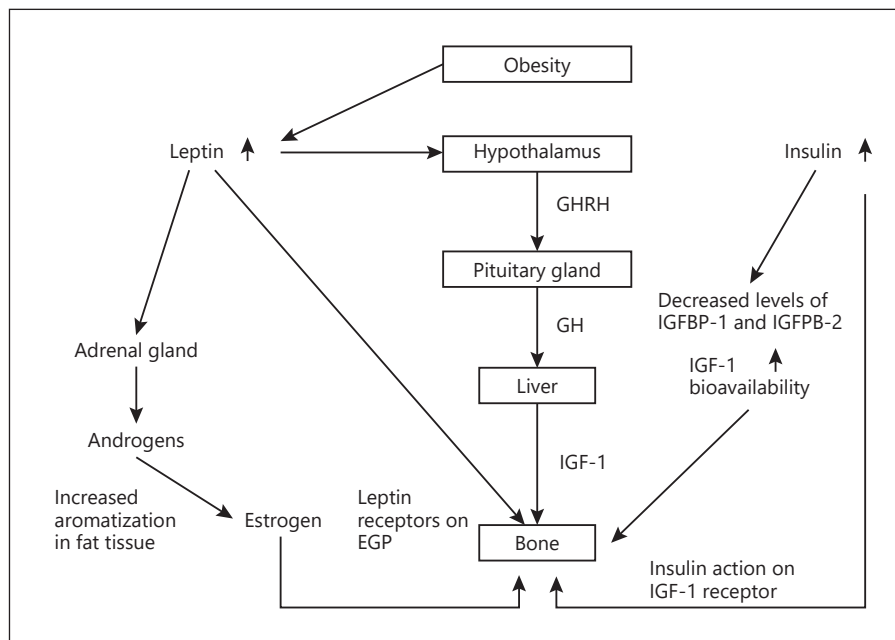 Obesity
Leptin
Hypothalamus
Insulin
GHRH
Pituitary gland
Decreased levels of
IGFBP-1 and IGFPB-2
GH
Adrenal gland
IGF-1
bioavailability
Liver
Androgens
IGF-1
Increased
aromatization
in fat tissue
Estrogen
Leptin
receptors on
EGP
Bone
Insulin action on
IGF-1 receptor